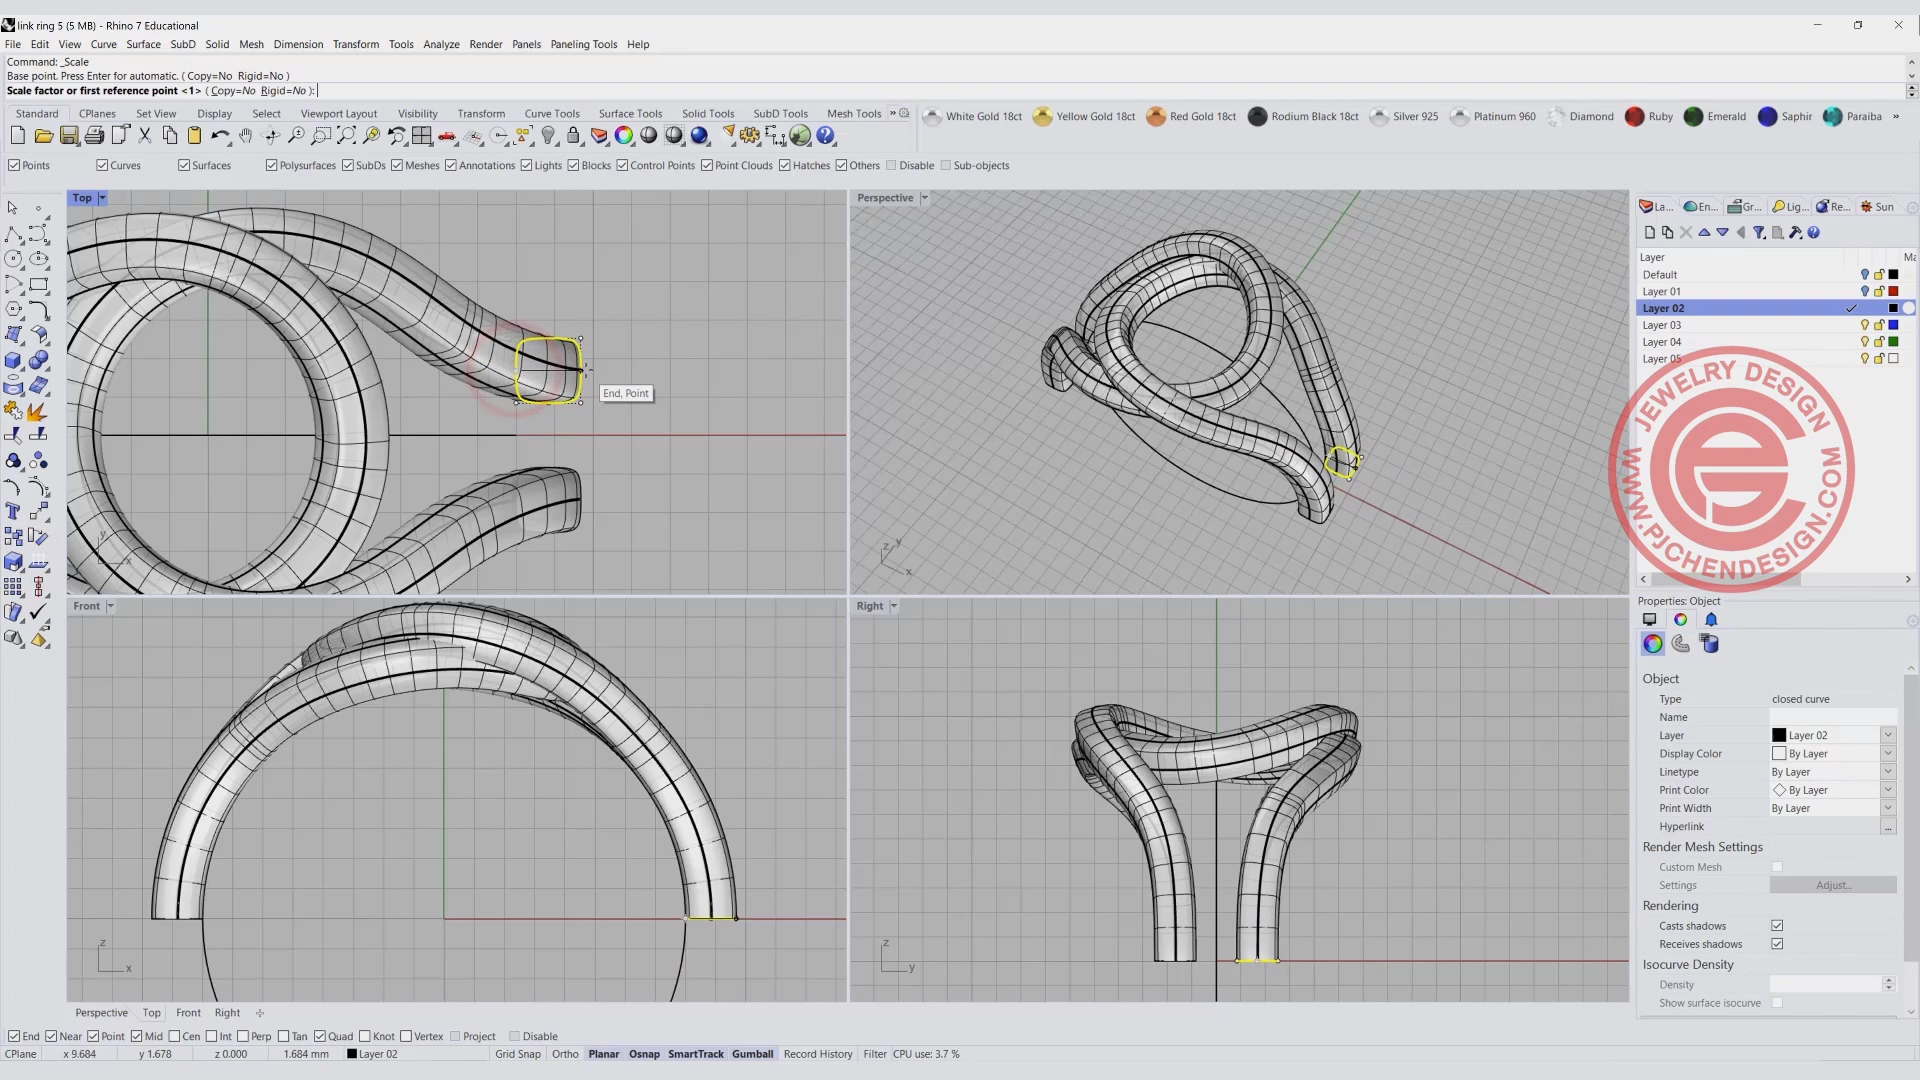 link ring 5 (5 MB) - Rhino 7 Educational
File Edit View Curve Surface SubD Solid Mesh Dimension Transform Tools Analyze Render Panels Paneling Tools Help
Command: _Scale
Base point. Press Enter for automatic. ( Copy=No Rigid=No )
Scale factor or first reference point <1> ( Copy=No Rigid=No ):
Standard CPlanes Set View Display Select Viewport Layout Visibility Transform Curve Tools Surface Tools Solid Tools SubD Tools Mesh Tools »
White Gold 18ct Yellow Gold 18ct Red Gold 18ct Rodium Black 18ct Silver 925 Platinum 960 Diamond Ruby Emerald Saphir Paraiba »
Points Curves Surfaces Polysurfaces SubDs Meshes Annotations Lights Blocks Control Points Point Clouds Hatches Others Disable Sub-objects
Top
Perspective
End, Point
y
x
z y
x
Front
Right
z
x
z
y
La... En... Gr... Lig... Re... Sun
Layer Ma
Default
Layer 01
Layer 02
Layer 03
Layer 04
Layer 05
JEWELRY DESIGN
WWW.PJCHENDESIGN.COM
Properties: Object
Object
Type closed curve
Name
Layer Layer 02
Display Color By Layer
Linetype By Layer
Print Color By Layer
Print Width By Layer
Hyperlink ...
Render Mesh Settings
Custom Mesh
Settings Adjust...
Rendering
Casts shadows
Receives shadows
Isocurve Density
Density
Show surface isocurve
Perspective Top Front Right
End Near Point Mid Cen Int Perp Tan Quad Knot Vertex Project Disable
CPlane x 9.684 y 1.678 z 0.000 1.684 mm Layer 02 Grid Snap Ortho Planar Osnap SmartTrack Gumball Record History Filter CPU use: 3.7 %